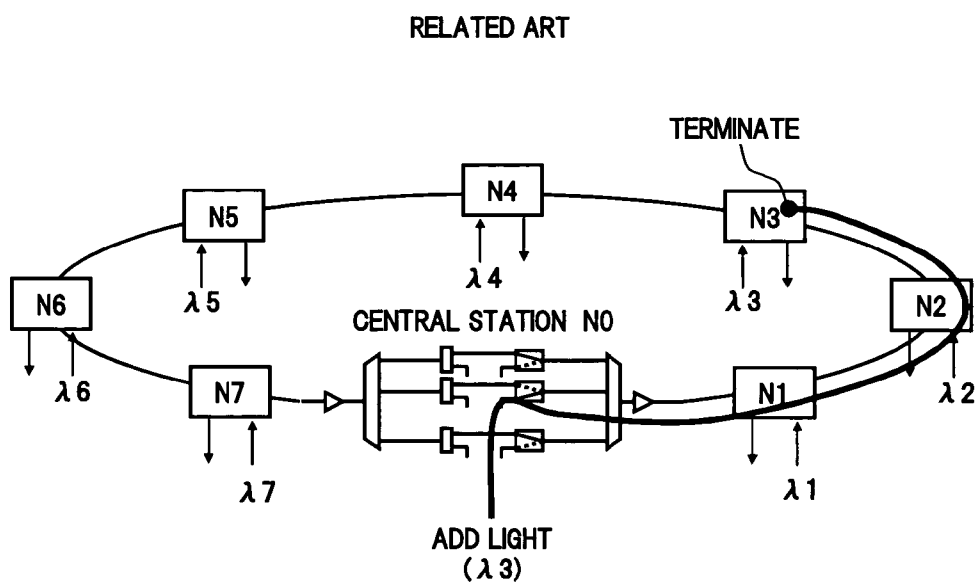 RELATED ART
TERMINATE
N4
N5
N3
λ4
λ5
λ3
N6
N2
CENTRAL STATION N0
λ6
λ2
N7
N1
λ7
λ1
ADD LIGHT
(λ3)